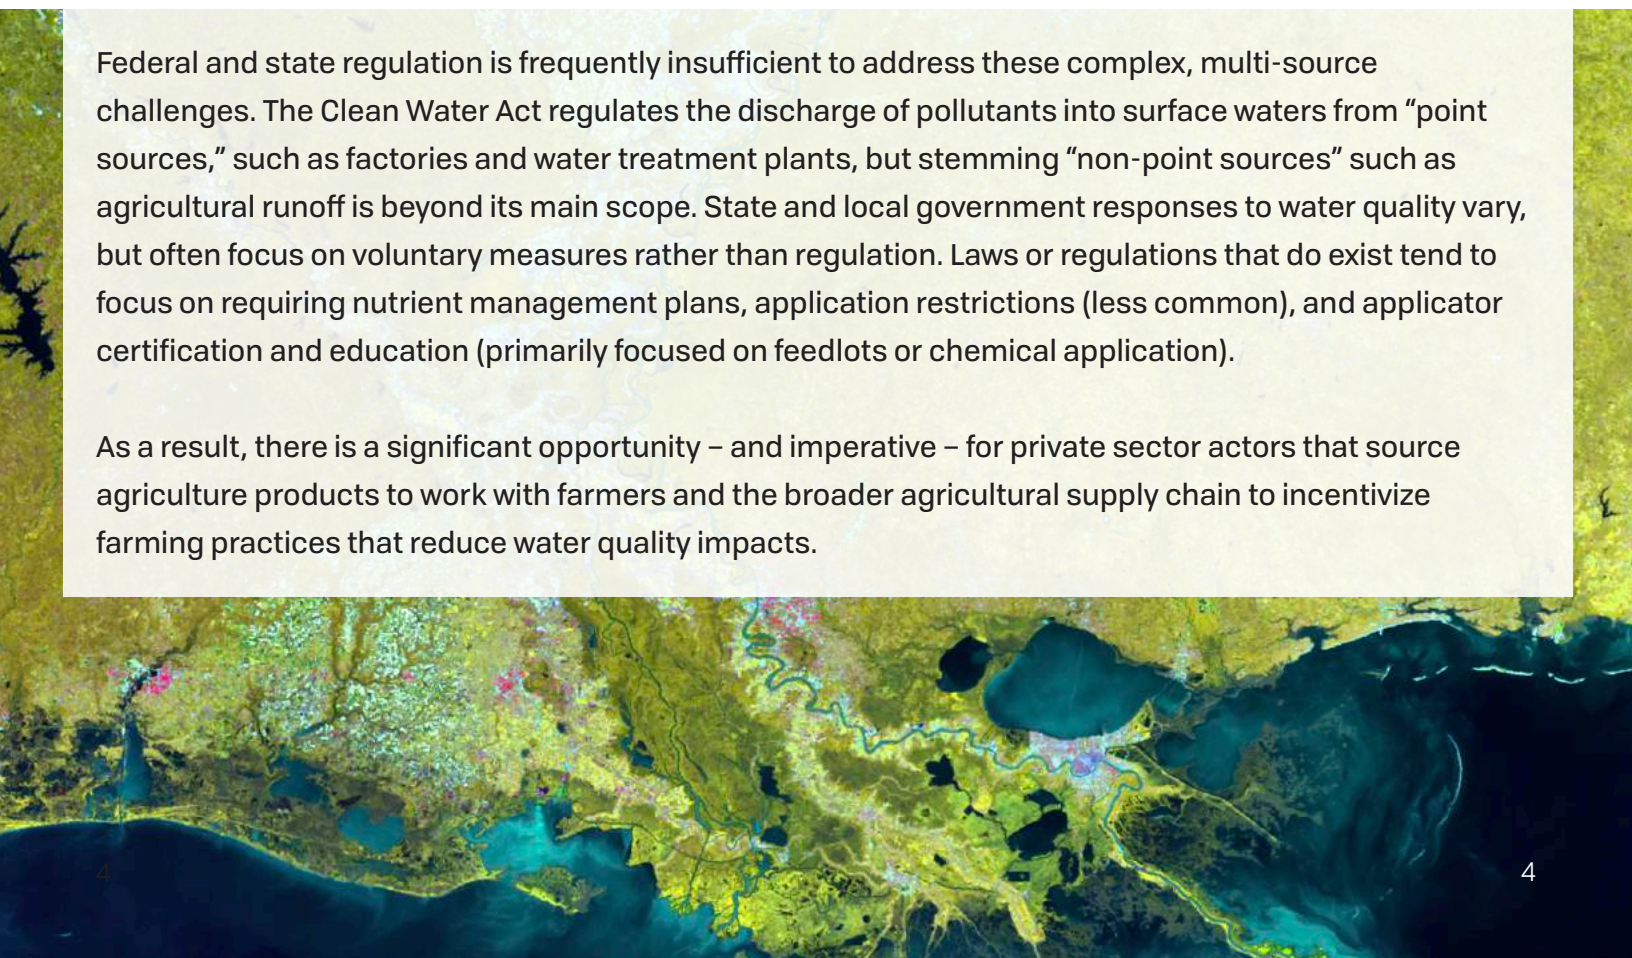 Federal and state regulation is frequently insufficient to address these complex, multi-source
challenges. The Clean Water Act regulates the discharge of pollutants into surface waters from “point
sources,” such as factories and water treatment plants, but stemming “non-point sources” such as
agricultural runoff is beyond its main scope. State and local government responses to water quality vary,
but often focus on voluntary measures rather than regulation. Laws or regulations that do exist tend to
focus on requiring nutrient management plans, application restrictions (less common), and applicator
certification and education (primarily focused on feedlots or chemical application).
As a result, there is a significant opportunity – and imperative – for private sector actors that source
agriculture products to work with farmers and the broader agricultural supply chain to incentivize
farming practices that reduce water quality impacts.
4
4